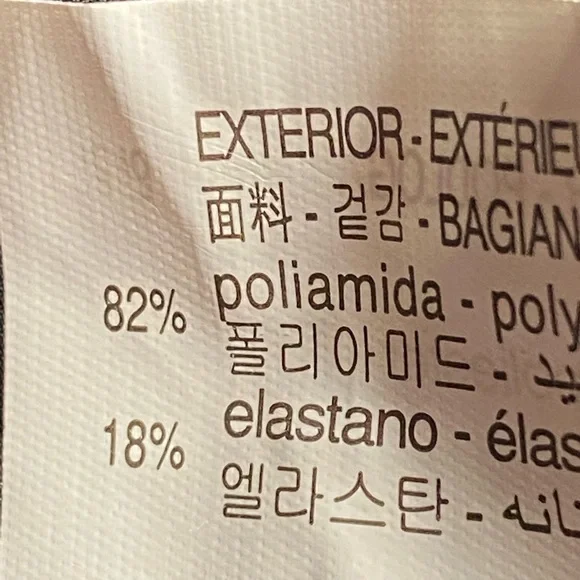 EXTERIOR - EXTÉRIEU
面料 - 겉감 - BAGIAN
82% poliamida - poly
폴리아미드 -
18% elastano - élas
엘라스탄 -